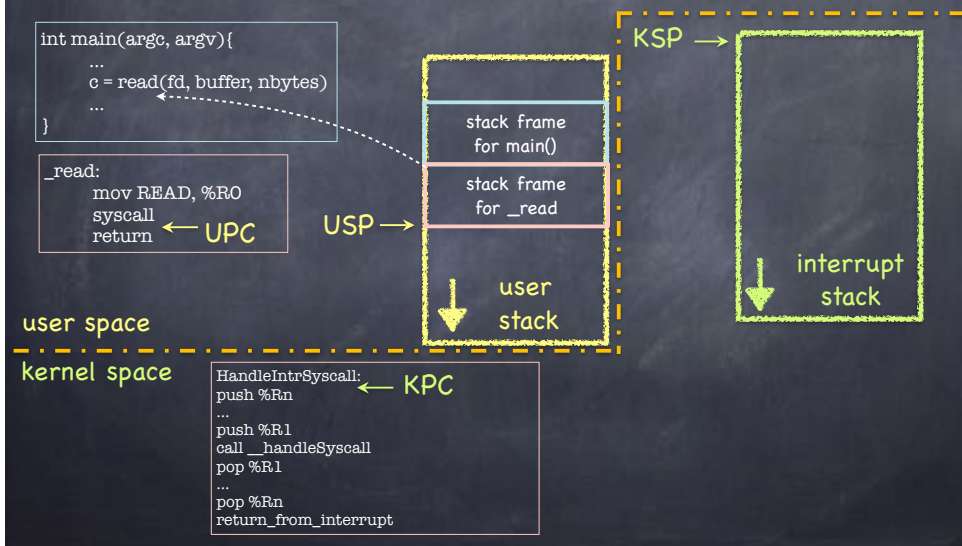 int main(argc, argv){
...
c = read(fd, buffer, nbytes)
...
}
_read:
mov READ, %R0
syscall
return
UPC
USP
stack frame
for main()
stack frame
for _read
user
stack
KSP
interrupt
stack
user space
kernel space
HandleIntrSyscall:
push %Rn
...
push %R1
call __handleSyscall
pop %R1
...
pop %Rn
return_from_interrupt
KPC